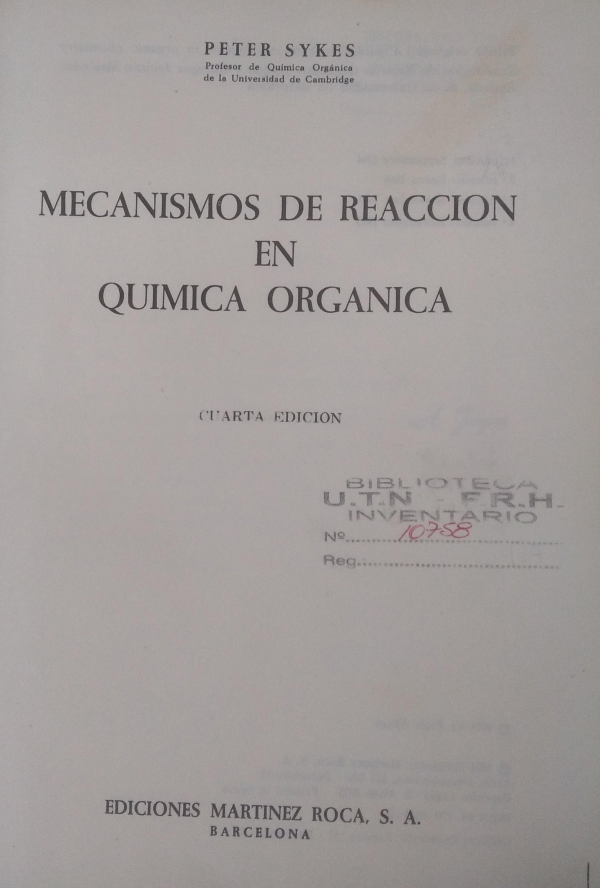 PETER SYKES
Profesor de Química Orgánica
de la Universidad de Cambridge
MECANISMOS DE REACCION
EN
QUIMICA ORGANICA
CUARTA EDICION
BIBLIOTECA
U.T.N - F.R.H.
INVENTARIO
Nº........10758........
Reg........................
EDICIONES MARTINEZ ROCA, S. A.
BARCELONA